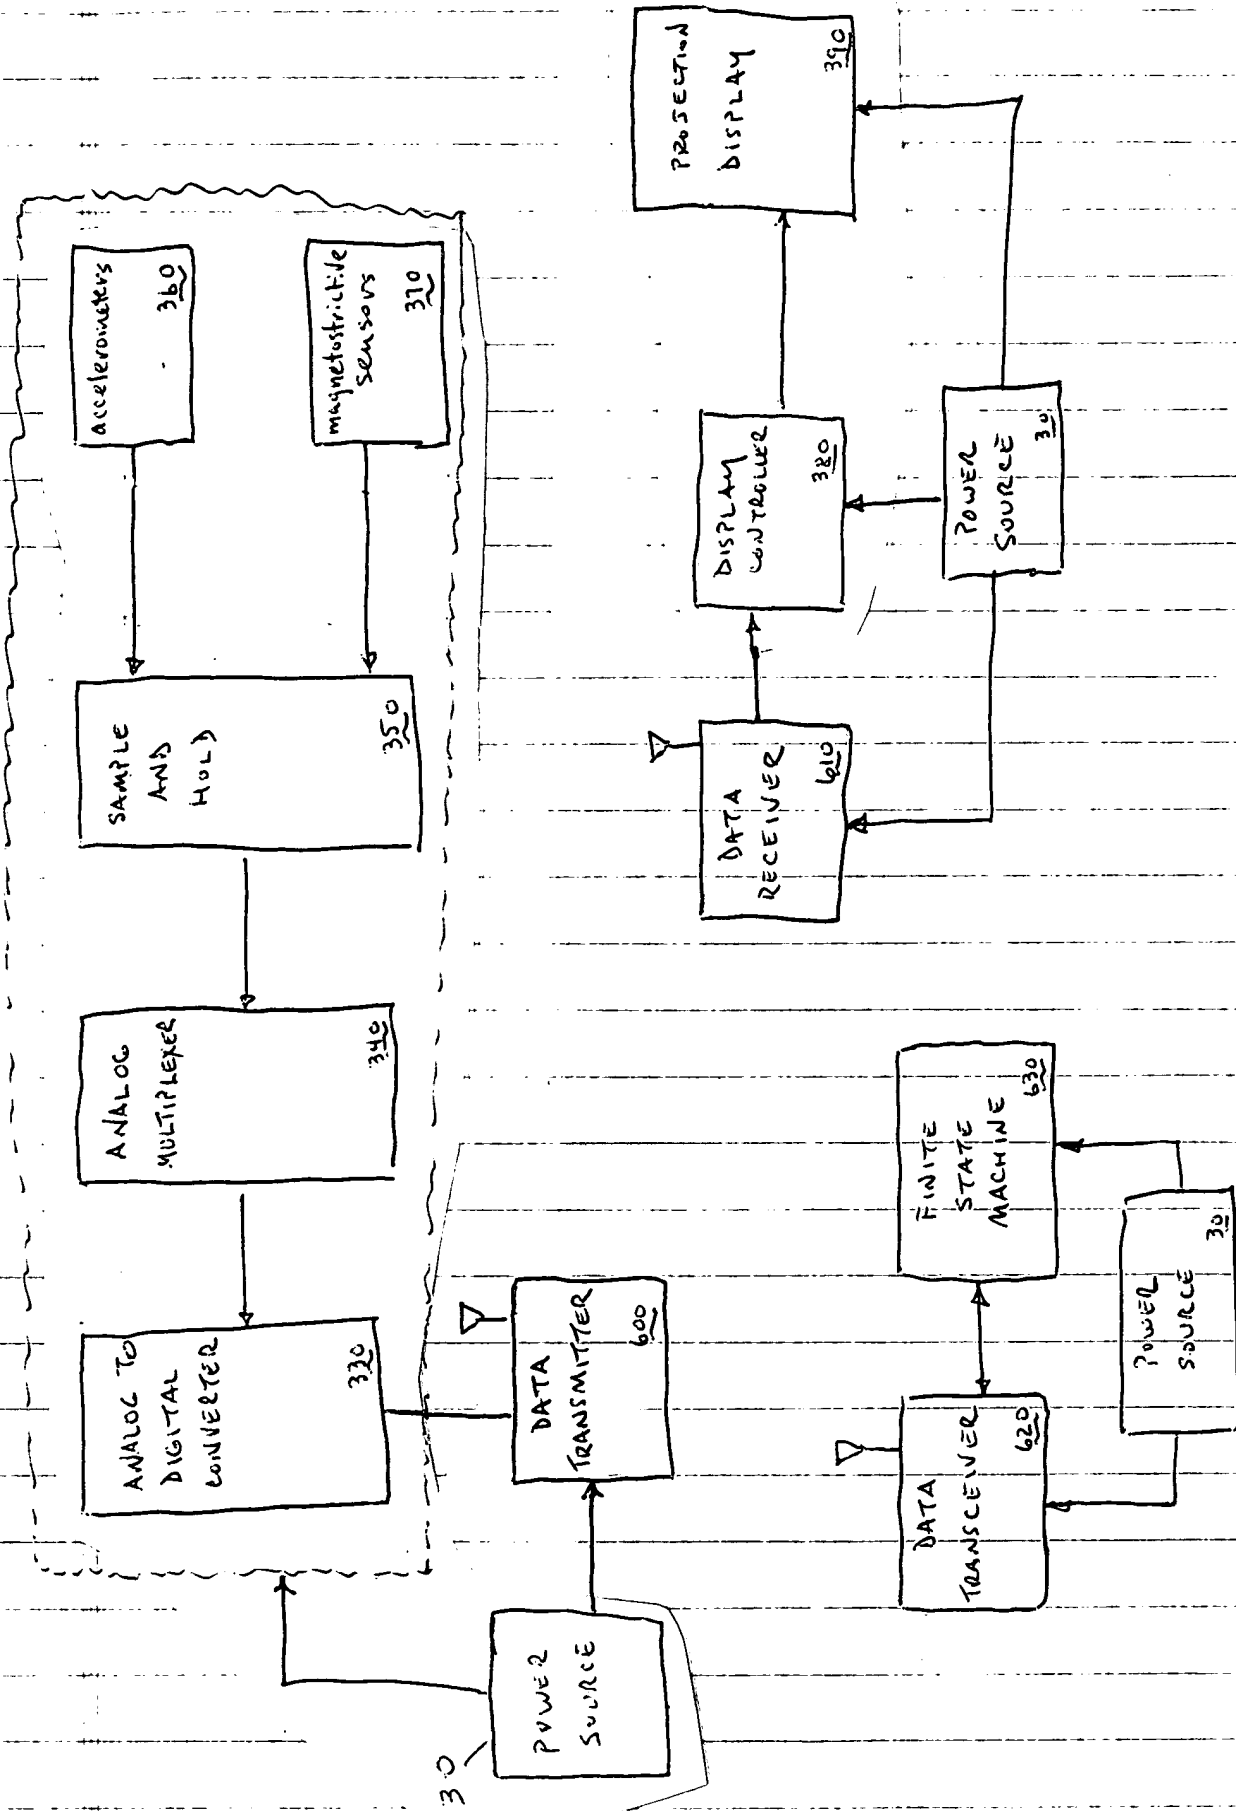 30
POWER
SOURCE
ANALOG TO
DIGITAL
CONVERTER
330
ANALOG
MULTIPLEXER
340
SAMPLE
AND
HOLD
350
accelerometers
360
magnetostrictive
sensors
370
DATA
TRANSMITTER
600
DATA
RECEIVER
610
DISPLAY
CONTROLLER
380
PROJECTION
DISPLAY
390
POWER
SOURCE
30
DATA
TRANSCEIVER
620
FINITE
STATE
MACHINE
630
POWER
SOURCE
30